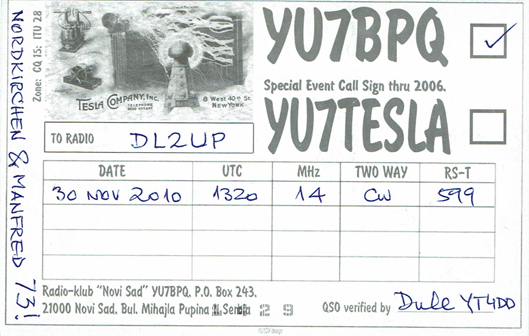 NORDKIRCHEN & MANFRED 73!
Zone: CQ 15: ITU 28
TESLA COMPANY, INC.
8 West 40th St.
NEW YORK
YU7BPQ ✓
Special Event Call Sign thru 2006.
YU7TESLA
TO RADIO DL2UP
DATE UTC MHz TWO WAY RS-T
30 NOV 2010 1320 14 CW 599
Radio-klub "Novi Sad" YU7BPQ. P.O. Box 243.
21000 Novi Sad. Bul. Mihajla Pupina 29
QSO verified by Dule YT4DO